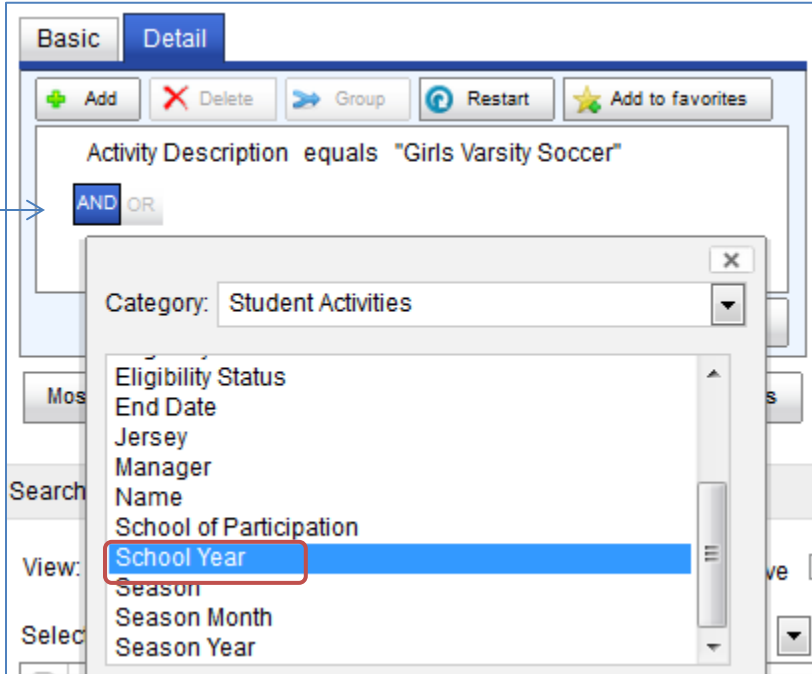 Basic Detail
Add Delete Group Restart Add to favorites
Activity Description equals "Girls Varsity Soccer"
AND OR
Category: Student Activities
Eligibility Status
End Date
Jersey
Manager
Name
School of Participation
School Year
Season
Season Month
Season Year
Search
View: